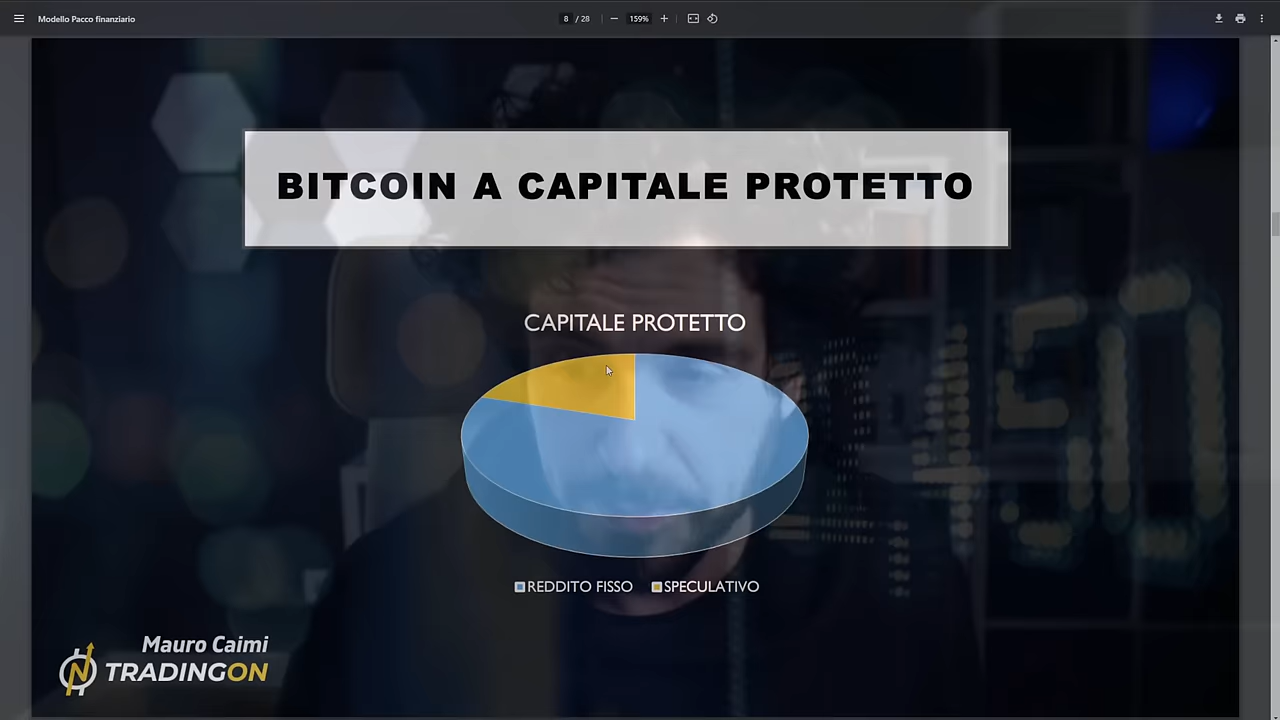 Modello Pacco finanziario
8 / 28
159%
BITCOIN A CAPITALE PROTETTO
CAPITALE PROTETTO
REDDITO FISSO SPECULATIVO
Mauro Caimi
TRADINGON